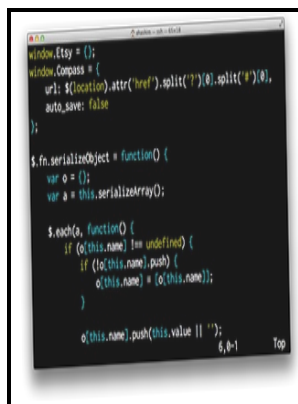 window.Etsy = {};
window.Compass = {
    url: $(location).attr('href').split('?')[0].split('#')[0],
    auto_save: false
};
$.fn.serializeObject = function() {
    var o = {};
    var a = this.serializeArray();
    $.each(a, function() {
        if (o[this.name] !== undefined) {
            if (!o[this.name].push) {
                o[this.name] = [o[this.name]];
            }
            o[this.name].push(this.value || '');
6,0-1 Top